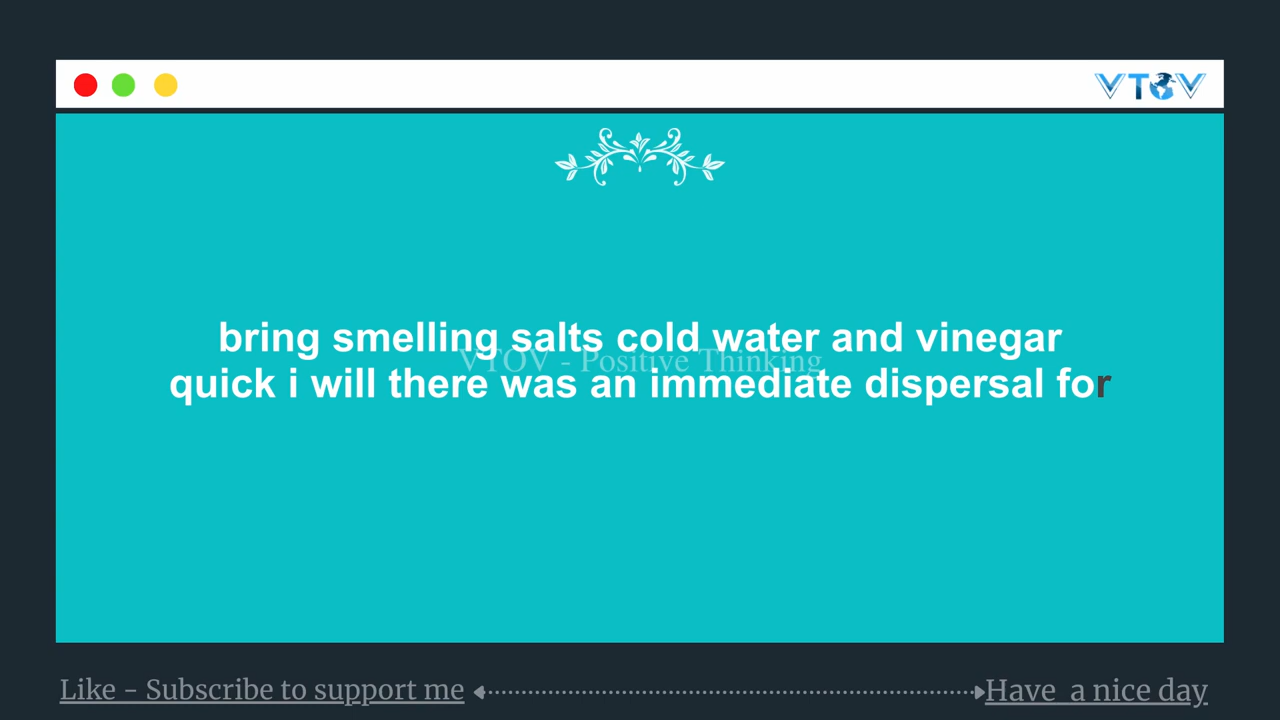 VTOV
bring smelling salts cold water and vinegar
VTOV - Positive Thinking
quick i will there was an immediate dispersal for
Like - Subscribe to support me
Have a nice day